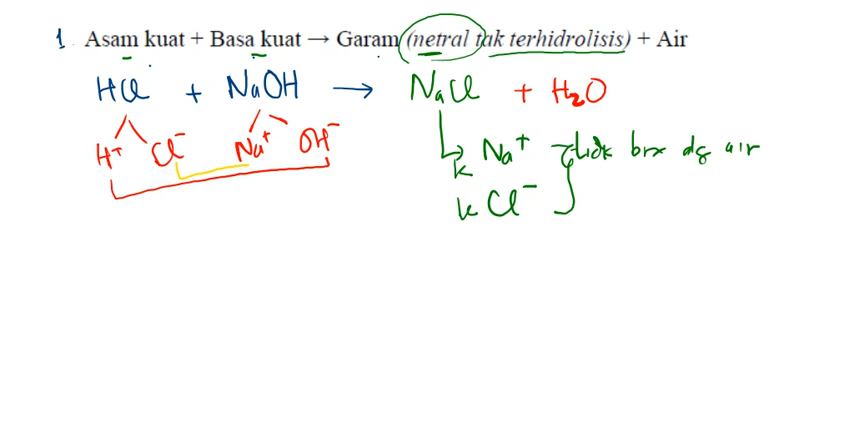 1. Asam kuat + Basa kuat → Garam (netral tak terhidrolisis) + Air
HCl + NaOH → NaCl + H₂O
H⁺ Cl⁻ Na⁺ OH⁻ k Na⁺ tidk brx dg air
k Cl⁻